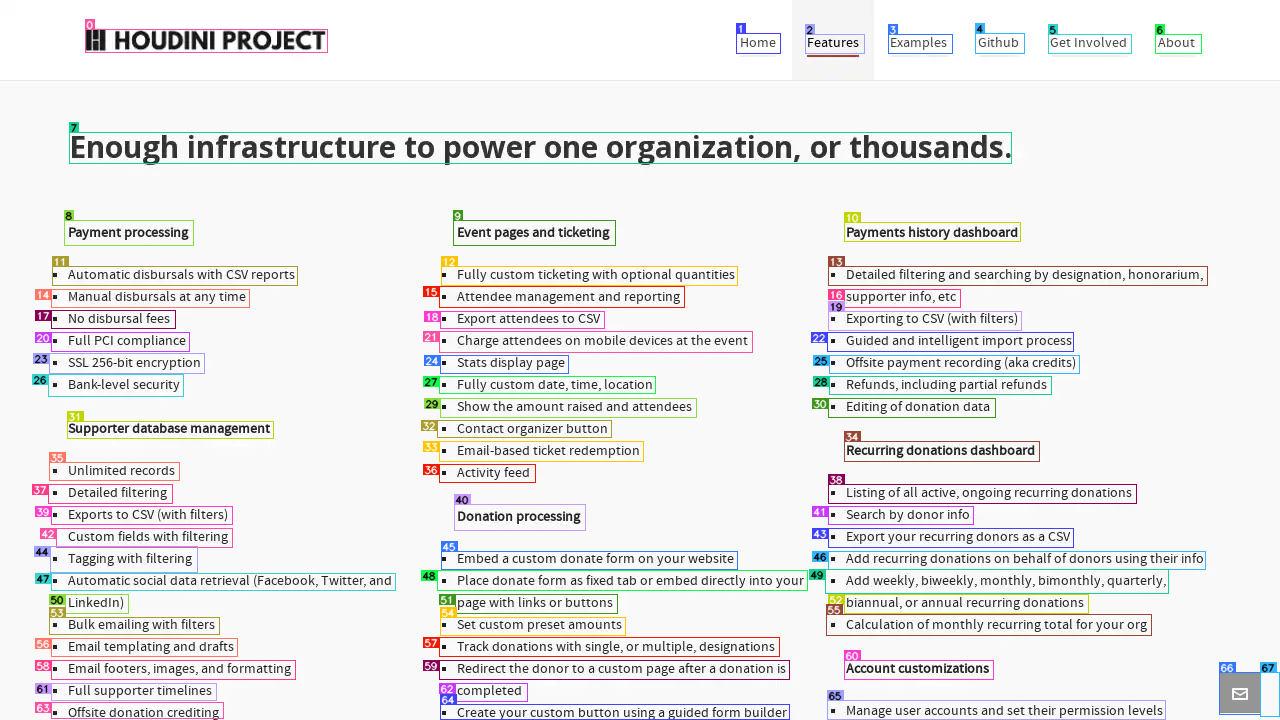 HOUDINI PROJECT
Home
Features
Examples
Github
Get Involved
About
Enough infrastructure to power one organization, or thousands.
Payment processing
Automatic disbursals with CSV reports
Manual disbursals at any time
No disbursal fees
Full PCI compliance
SSL 256-bit encryption
Bank-level security
Supporter database management
Unlimited records
Detailed filtering
Exports to CSV (with filters)
Custom fields with filtering
Tagging with filtering
Automatic social data retrieval (Facebook, Twitter, and
LinkedIn)
Bulk emailing with filters
Email templating and drafts
Email footers, images, and formatting
Full supporter timelines
Offsite donation crediting
Event pages and ticketing
Fully custom ticketing with optional quantities
Attendee management and reporting
Export attendees to CSV
Charge attendees on mobile devices at the event
Stats display page
Fully custom date, time, location
Show the amount raised and attendees
Contact organizer button
Email-based ticket redemption
Activity feed
Donation processing
Embed a custom donate form on your website
Place donate form as fixed tab or embed directly into your
page with links or buttons
Set custom preset amounts
Track donations with single, or multiple, designations
Redirect the donor to a custom page after a donation is
completed
Create your custom button using a guided form builder
Payments history dashboard
Detailed filtering and searching by designation, honorarium,
supporter info, etc
Exporting to CSV (with filters)
Guided and intelligent import process
Offsite payment recording (aka credits)
Refunds, including partial refunds
Editing of donation data
Recurring donations dashboard
Listing of all active, ongoing recurring donations
Search by donor info
Export your recurring donors as a CSV
Add recurring donations on behalf of donors using their info
Add weekly, biweekly, monthly, bimonthly, quarterly,
biannual, or annual recurring donations
Calculation of monthly recurring total for your org
Account customizations
Manage user accounts and set their permission levels